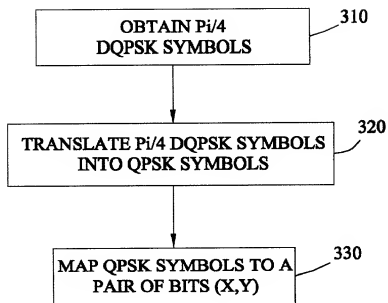 310
OBTAIN Pi/4
DQPSK SYMBOLS
320
TRANSLATE Pi/4 DQPSK SYMBOLS
INTO QPSK SYMBOLS
330
MAP QPSK SYMBOLS TO A
PAIR OF BITS (X,Y)